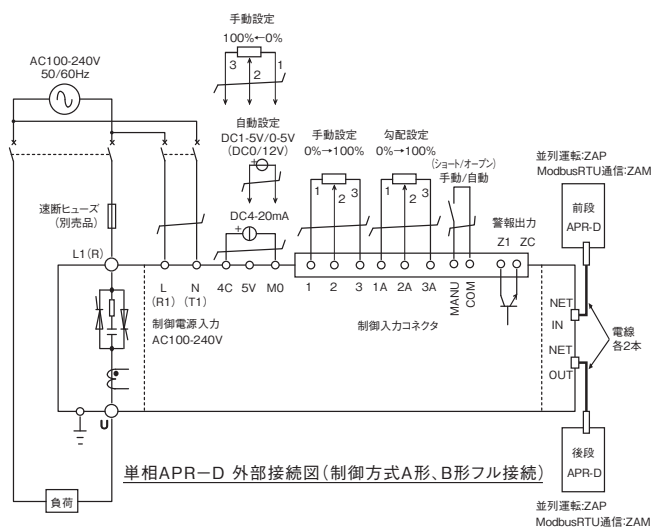 手動設定
100%←0%
3
2
1
AC100-240V
50/60Hz
自動設定
DC1-5V/0-5V
(DC0/12V)
+
手動設定
0%→100%
1
2
3
勾配設定
0%→100%
1
2
3
(ショート/オープン)
手動/自動
並列運転:ZAP
ModbusRTU通信:ZAM
速断ヒューズ
(別売品)
DC4-20mA
+
警報出力
Z1 ZC
前段
APR-D
L1(R)
L
(R1)
N
(T1)
4C 5V M0
1 2 3 1A 2A 3A
MANU
COM
制御電源入力
AC100-240V
制御入力コネクタ
NET
IN
NET
OUT
電線
各2本
U
単相APR−D 外部接続図(制御方式A形、B形フル接続)
後段
APR-D
負荷
並列運転:ZAP
ModbusRTU通信:ZAM